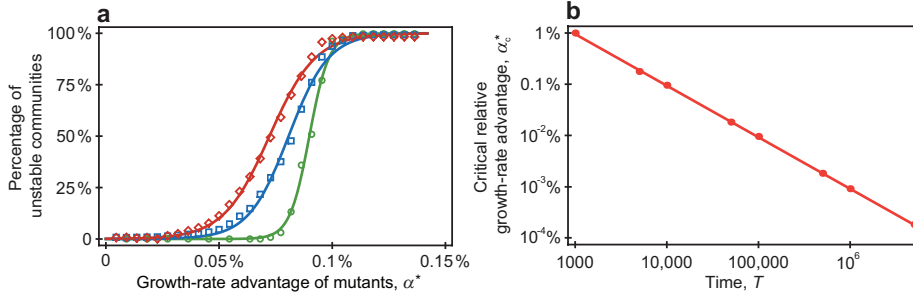 a
Percentage of
unstable communities
100 %
75 %
50 %
25 %
0
0
0.05 %
0.1 %
0.15 %
Growth-rate advantage of mutants, α*
b
Critical relative
growth-rate advantage, α*c
1 %
0.1 %
10⁻² %
10⁻³ %
10⁻⁴ %
1000
10,000
100,000
10⁶
Time, T